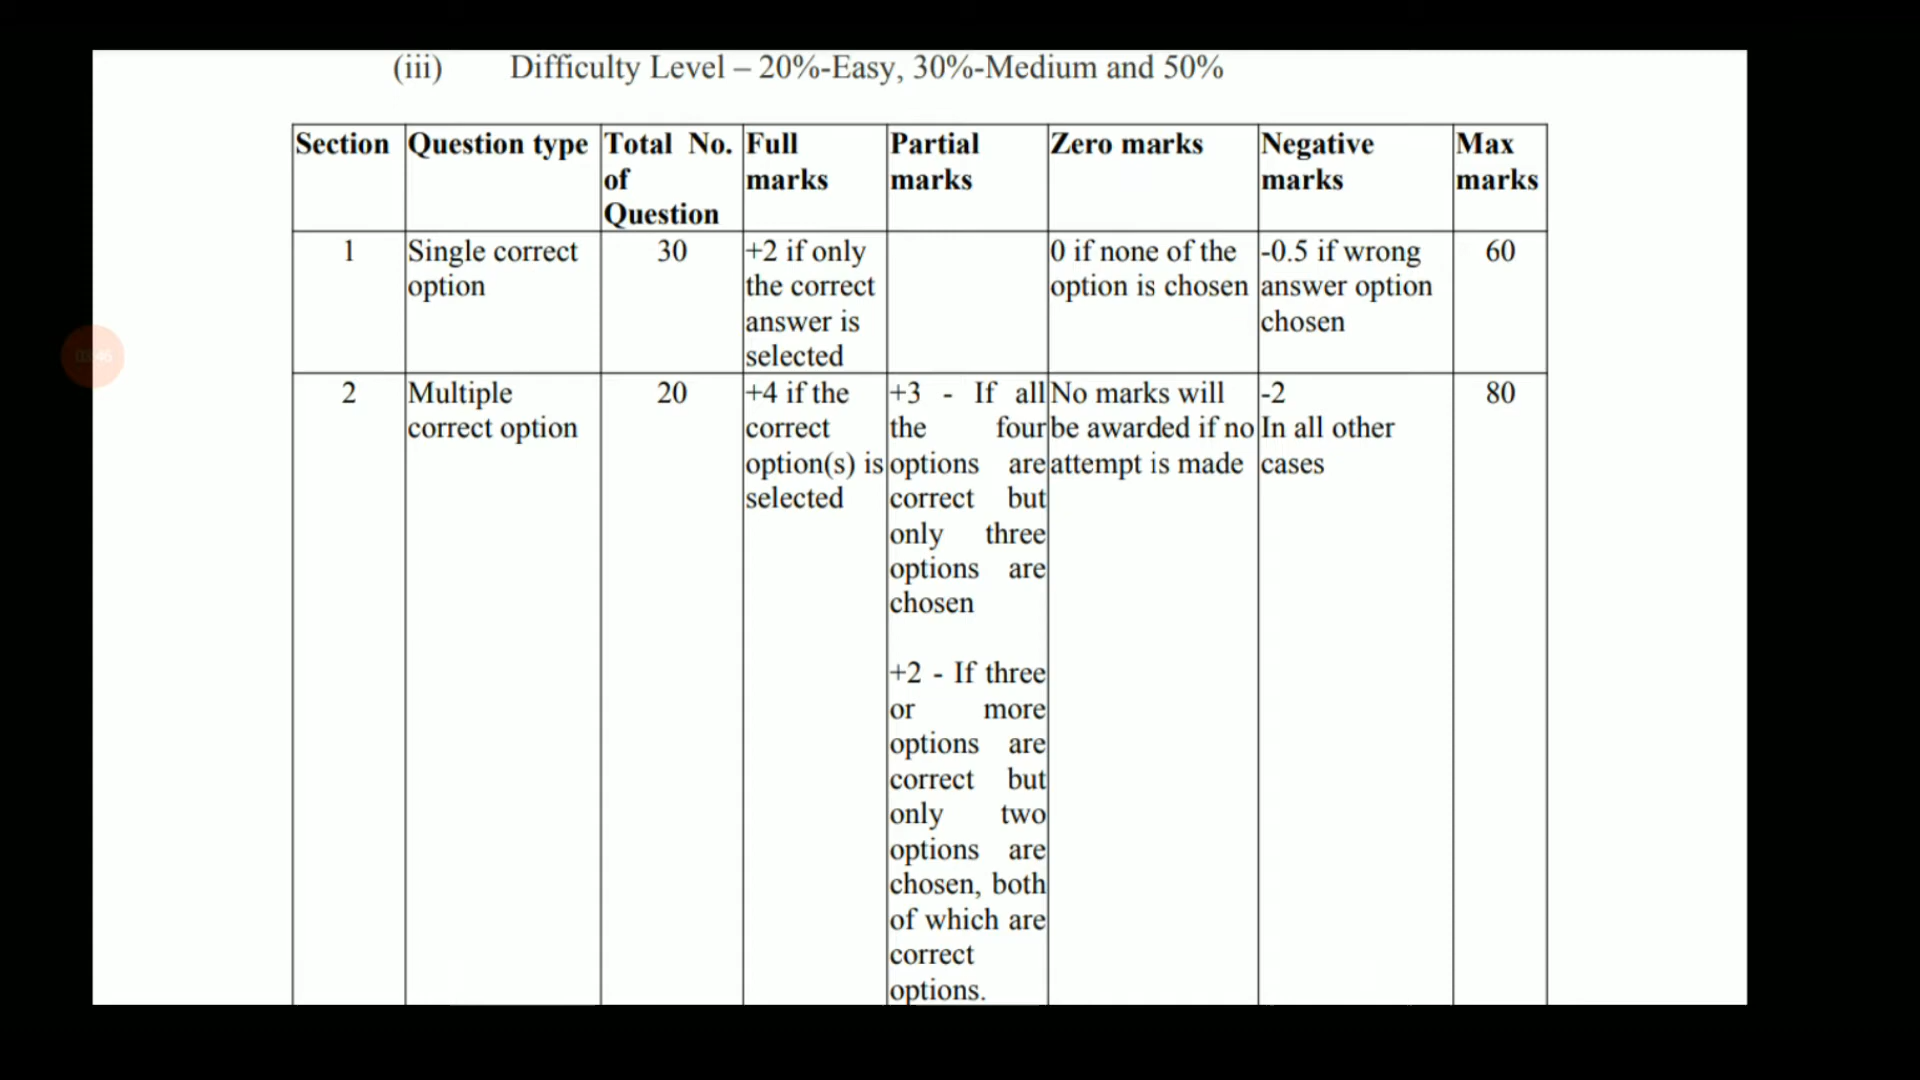 (iii) Difficulty Level – 20%-Easy, 30%-Medium and 50%
Section Question type Total No. of Question Full marks Partial marks Zero marks Negative marks Max marks
1
Single correct
option
30
+2 if only
the correct
answer is
selected
0 if none of the
option is chosen
-0.5 if wrong
answer option
chosen
60
2
Multiple
correct option
20
+4 if the
correct
option(s) is
selected
+3 - If all
the four
options are
correct but
only three
options are
chosen
+2 - If three
or more
options are
correct but
only two
options are
chosen, both
of which are
correct
options.
No marks will
be awarded if no
attempt is made
-2
In all other
cases
80